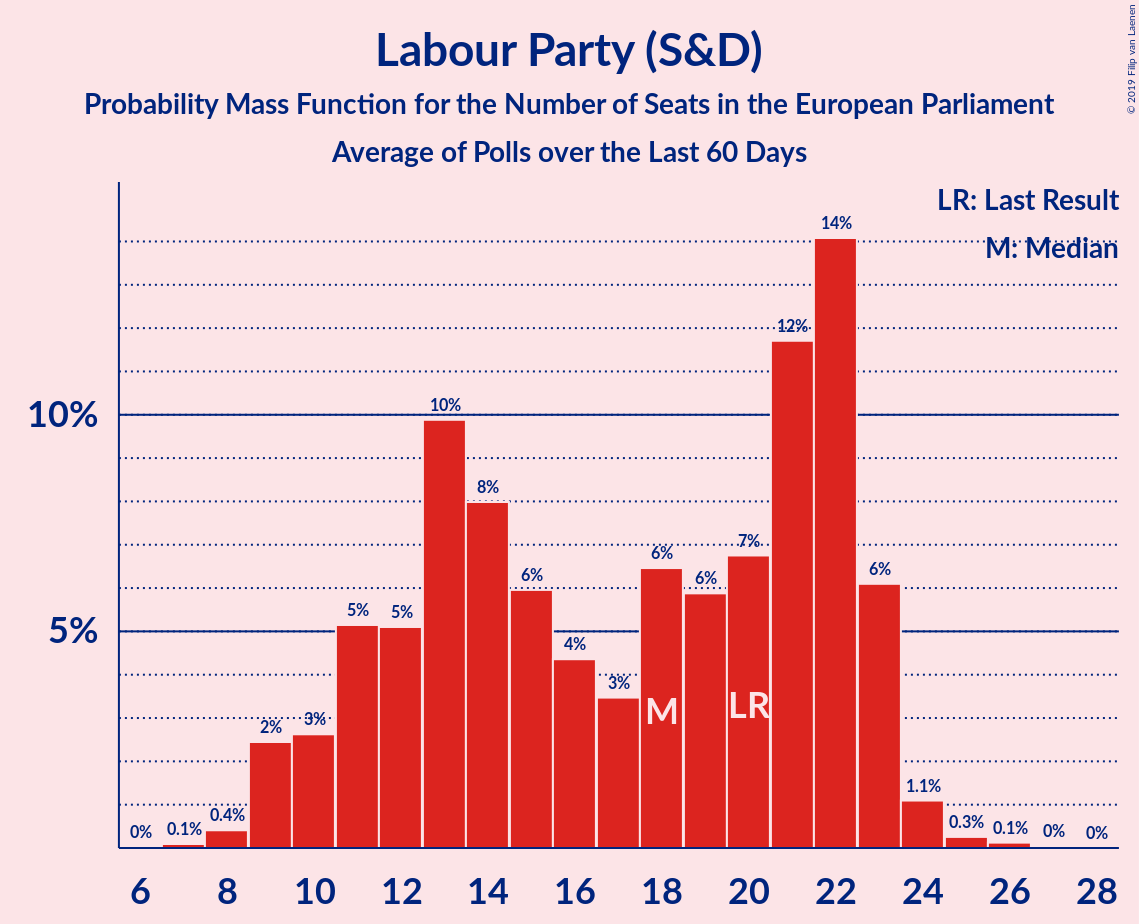 Labour Party (S&D)
Probability Mass Function for the Number of Seats in the European Parliament
Average of Polls over the Last 60 Days
© 2019 Filip van Laenen
LR: Last Result
M: Median
10%
5%
0%
0.1%
0.4%
2%
3%
5%
5%
10%
8%
6%
4%
3%
6%
6%
7%
12%
14%
6%
1.1%
0.3%
0.1%
0%
0%
M
LR
6 8 10 12 14 16 18 20 22 24 26 28